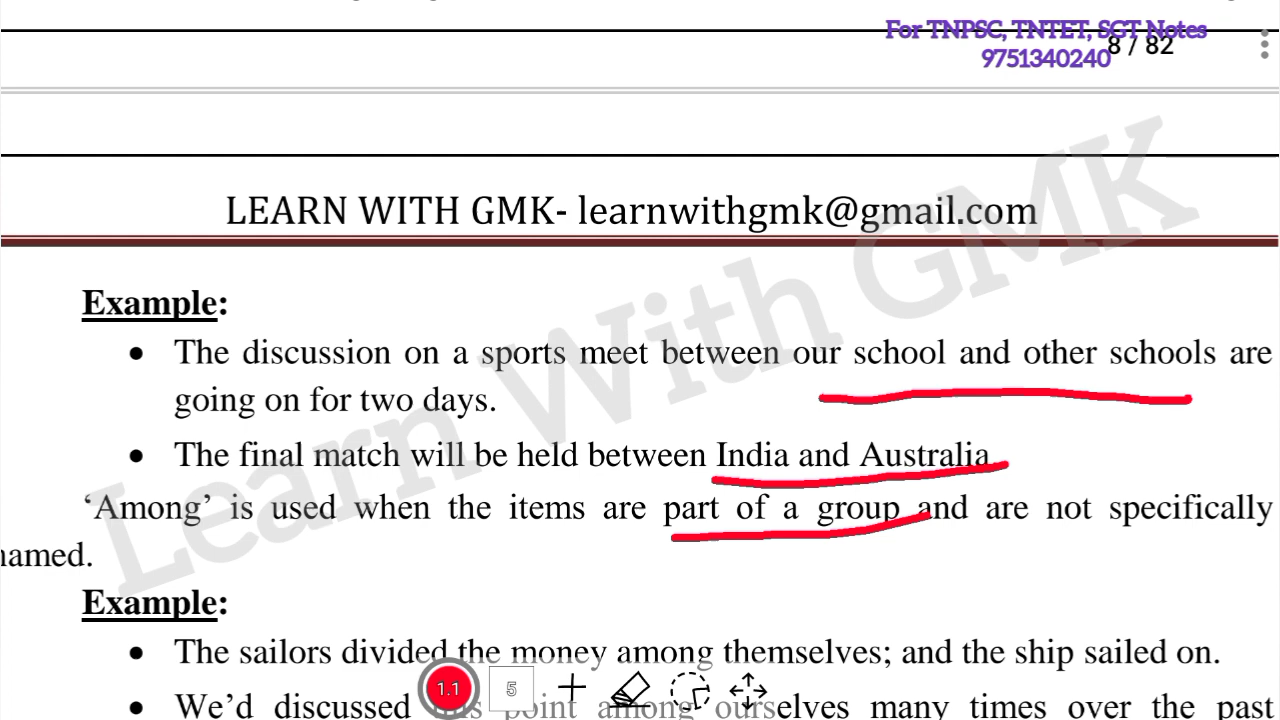 For TNPSC, TNTET, SGT Notes
9751340240
8 / 82
LEARN WITH GMK- learnwithgmk@gmail.com
Learn With GMK
Example:
• The discussion on a sports meet between our school and other schools are
going on for two days.
• The final match will be held between India and Australia.
‘Among’ is used when the items are part of a group and are not specifically
named.
Example:
• The sailors divided the money among themselves; and the ship sailed on.
• We’d discussed this point among ourselves many times over the past
1.1
5